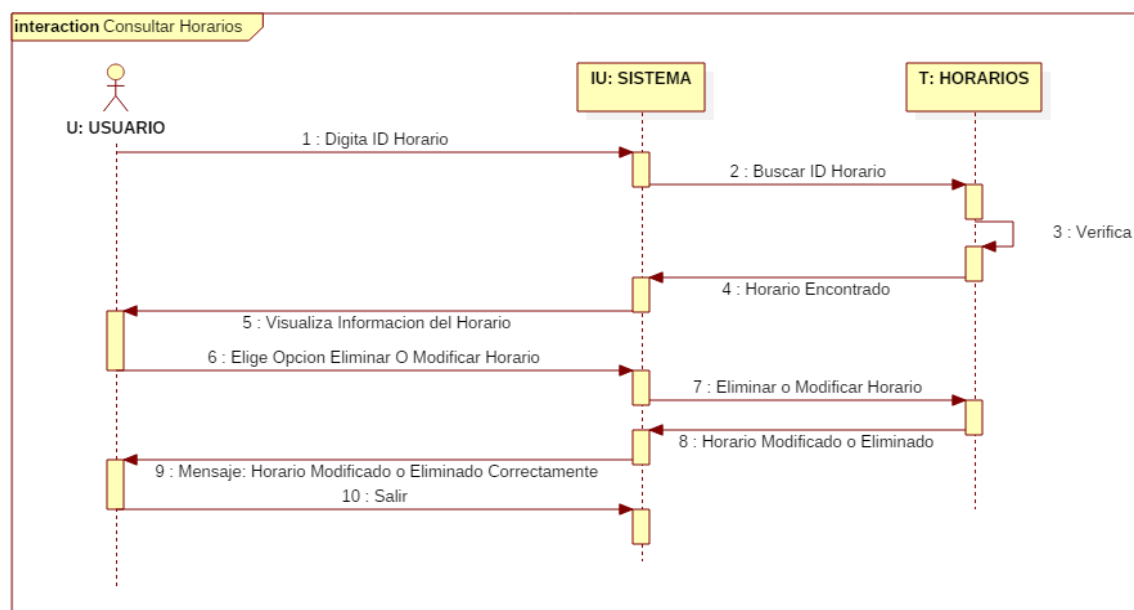 interaction Consultar Horarios
U: USUARIO
IU: SISTEMA
T: HORARIOS
1 : Digita ID Horario
2 : Buscar ID Horario
3 : Verifica
4 : Horario Encontrado
5 : Visualiza Informacion del Horario
6 : Elige Opcion Eliminar O Modificar Horario
7 : Eliminar o Modificar Horario
8 : Horario Modificado o Eliminado
9 : Mensaje: Horario Modificado o Eliminado Correctamente
10 : Salir